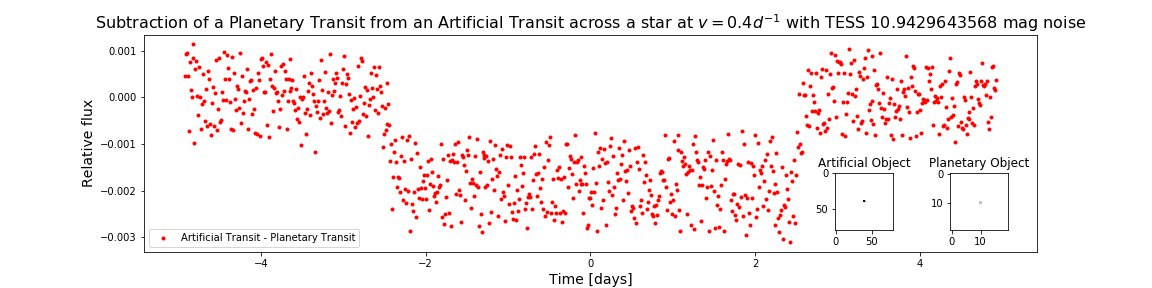 Subtraction of a Planetary Transit from an Artificial Transit across a star at v = 0.4d⁻¹ with TESS 10.9429643568 mag noise
Relative flux
0.001
0.000
−0.001
−0.002
−0.003
Artificial Transit - Planetary Transit
Artificial Object
0
50
0 50
Planetary Object
0
10
0 10
−4 −2 0 2 4
Time [days]